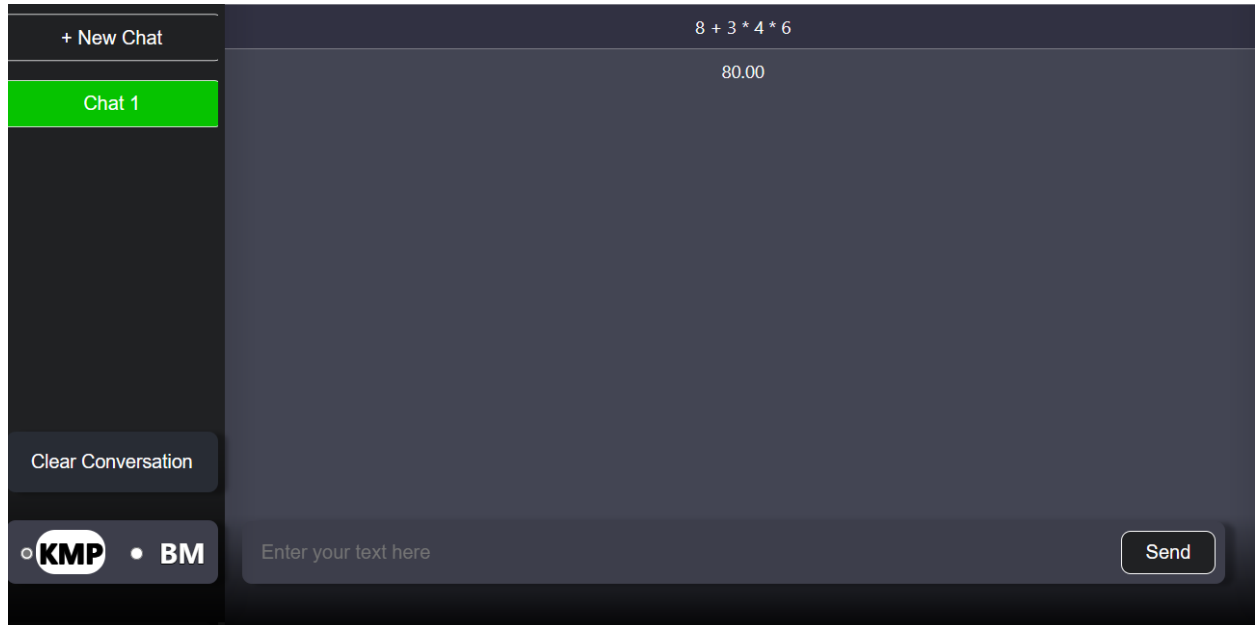 + New Chat
Chat 1
Clear Conversation
KMP BM
8 + 3 * 4 * 6
80.00
Enter your text here
Send